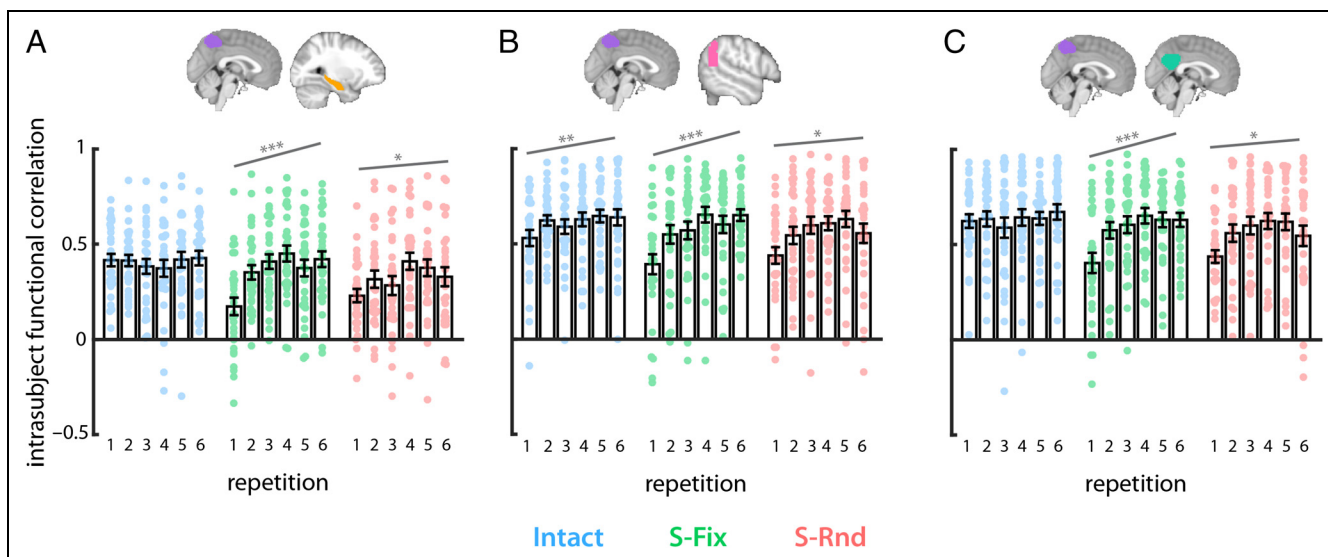 A
B
C
intrasubject functional correlation
1
0.5
0
–0.5
***
*
**
***
*
***
*
1 2 3 4 5 6 1 2 3 4 5 6 1 2 3 4 5 6
1 2 3 4 5 6 1 2 3 4 5 6 1 2 3 4 5 6
1 2 3 4 5 6 1 2 3 4 5 6 1 2 3 4 5 6
repetition
repetition
repetition
Intact S-Fix S-Rnd